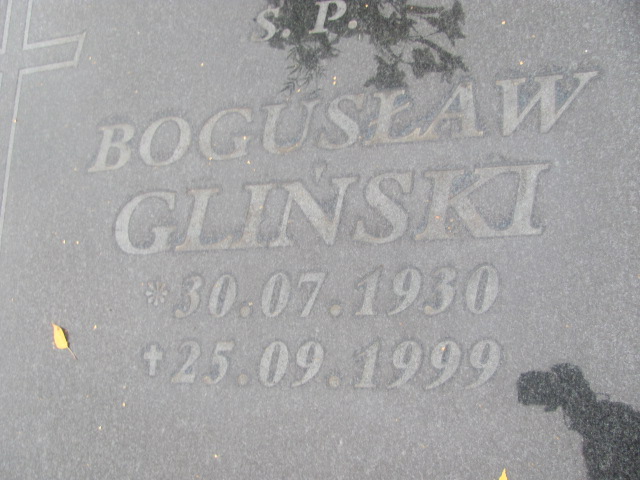 Ś. P.
BOGUSŁAW
GLIŃSKI
* 30.07.1930
✝ 25.09.1999